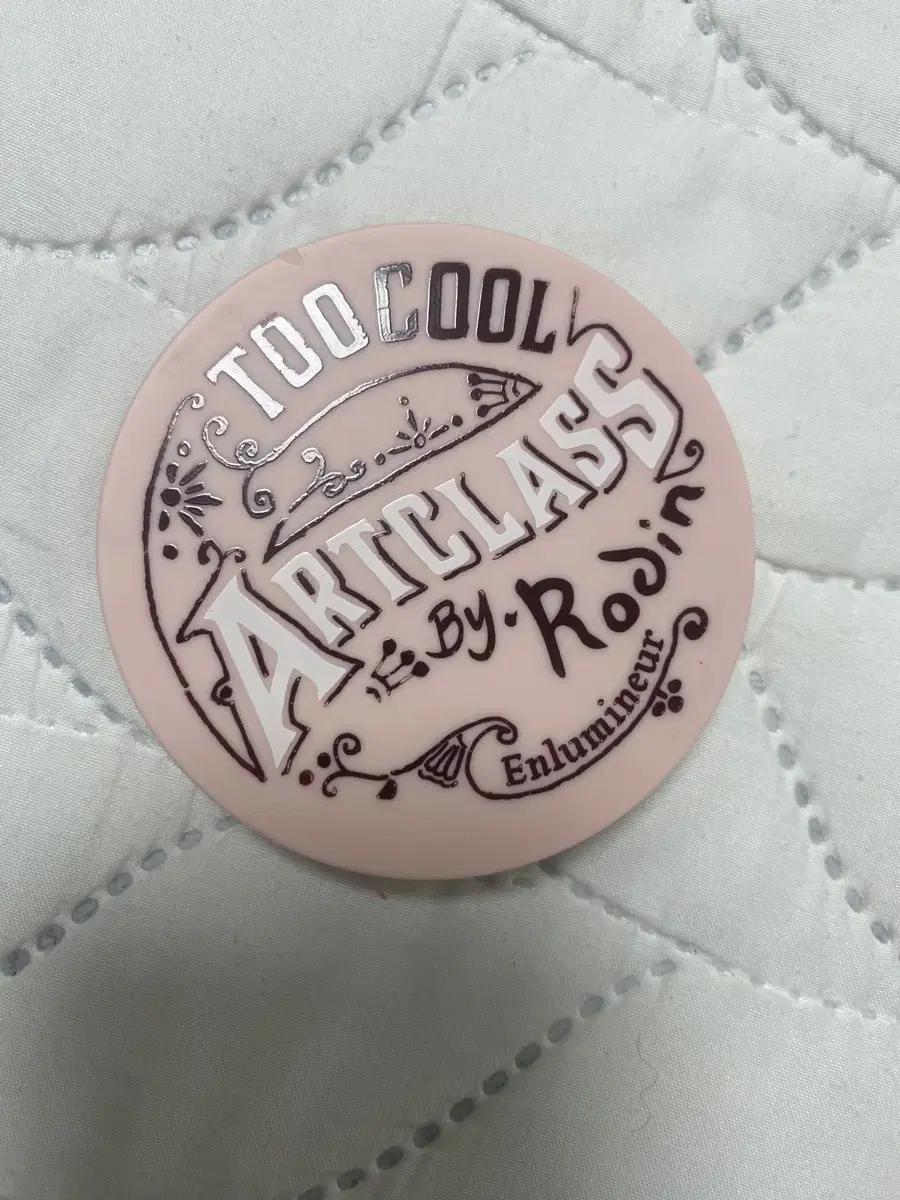 TOO COOL
ARTCLASS
By. Rodin
Enlumineur